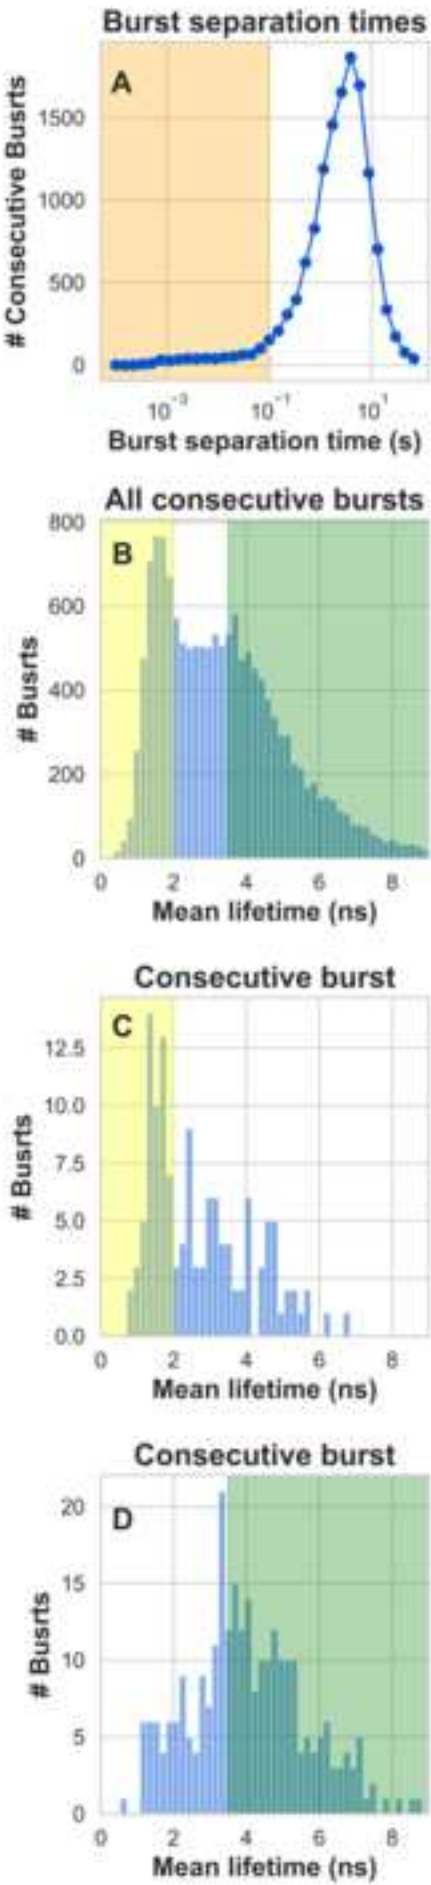 Burst separation times
A
# Consecutive Busrts
1500
1000
500
0
10⁻³
10⁻¹
10¹
Burst separation time (s)
All consecutive bursts
B
# Busrts
800
600
400
200
0
0 2 4 6 8
Mean lifetime (ns)
Consecutive burst
C
# Busrts
12.5
10.0
7.5
5.0
2.5
0.0
0 2 4 6 8
Mean lifetime (ns)
Consecutive burst
D
# Busrts
20
15
10
5
0
0 2 4 6 8
Mean lifetime (ns)